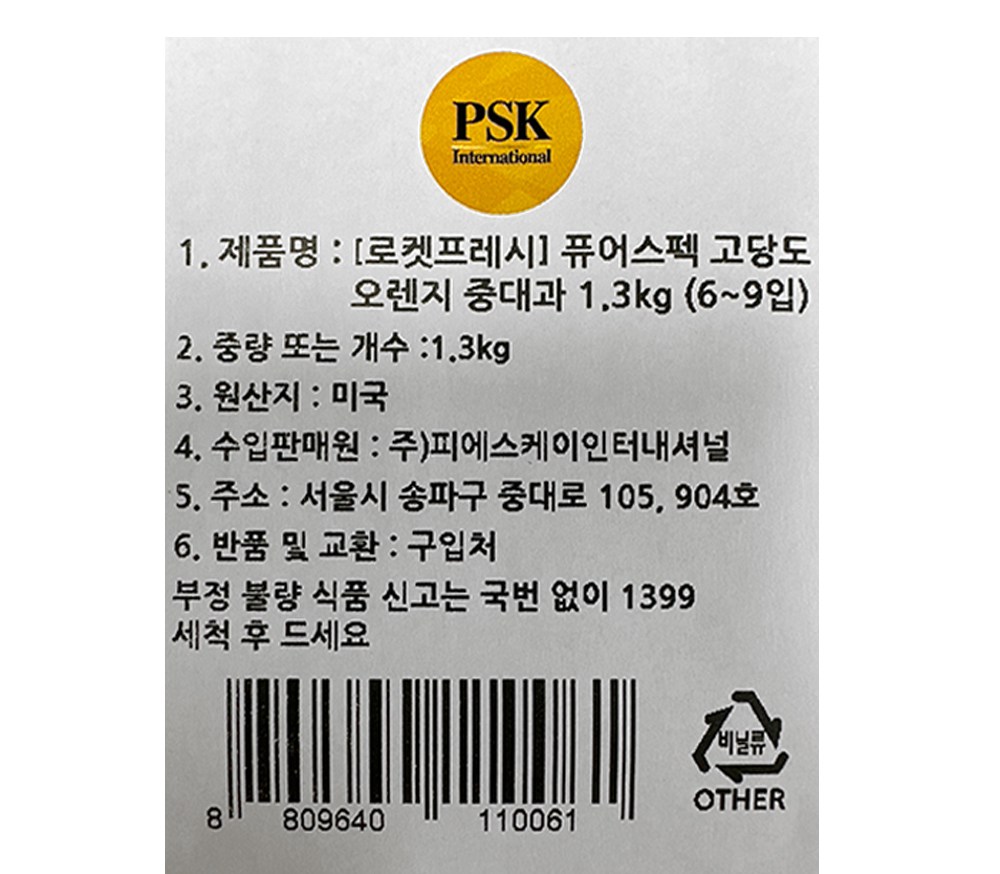 PSK
International
1. 제품명 : [로켓프레시] 퓨어스펙 고당도
오렌지 중대과 1.3kg (6~9입)
2. 중량 또는 개수 :1.3kg
3. 원산지 : 미국
4. 수입판매원 : 주)피에스케이인터내셔널
5. 주소 : 서울시 송파구 중대로 105, 904호
6. 반품 및 교환 : 구입처
부정 불량 식품 신고는 국번 없이 1399
세척 후 드세요
비닐류
OTHER
8 809640 110061